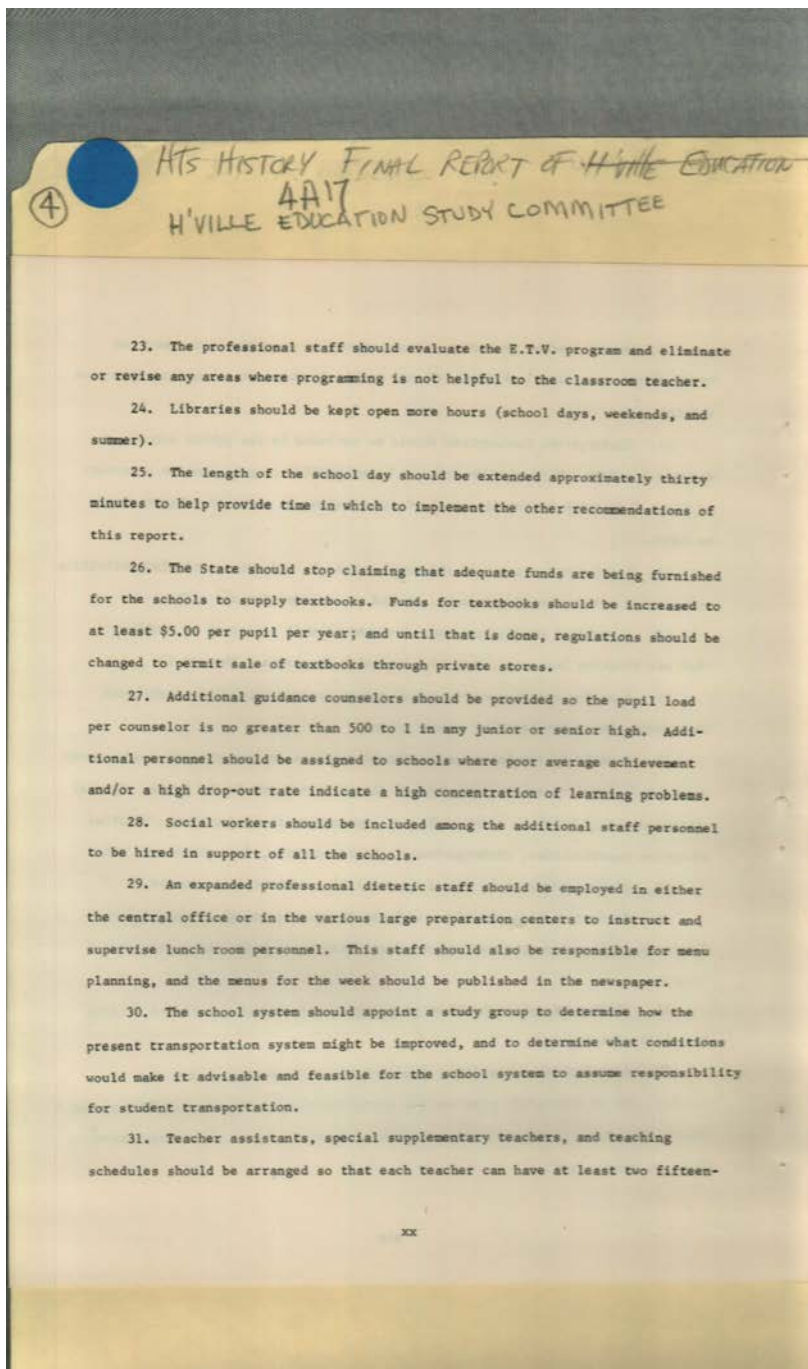 HTS HISTORY FINAL REPORT OF H'VILLE EDUCATION
4
4A17
H'VILLE EDUCATION STUDY COMMITTEE
23. The professional staff should evaluate the E.T.V. program and eliminate
or revise any areas where programming is not helpful to the classroom teacher.
24. Libraries should be kept open more hours (school days, weekends, and
summer).
25. The length of the school day should be extended approximately thirty
minutes to help provide time in which to implement the other recommendations of
this report.
26. The State should stop claiming that adequate funds are being furnished
for the schools to supply textbooks. Funds for textbooks should be increased to
at least $5.00 per pupil per year; and until that is done, regulations should be
changed to permit sale of textbooks through private stores.
27. Additional guidance counselors should be provided so the pupil load
per counselor is no greater than 500 to 1 in any junior or senior high. Addi-
tional personnel should be assigned to schools where poor average achievement
and/or a high drop-out rate indicate a high concentration of learning problems.
28. Social workers should be included among the additional staff personnel
to be hired in support of all the schools.
29. An expanded professional dietetic staff should be employed in either
the central office or in the various large preparation centers to instruct and
supervise lunch room personnel. This staff should also be responsible for menu
planning, and the menus for the week should be published in the newspaper.
30. The school system should appoint a study group to determine how the
present transportation system might be improved, and to determine what conditions
would make it advisable and feasible for the school system to assume responsibility
for student transportation.
31. Teacher assistants, special supplementary teachers, and teaching
schedules should be arranged so that each teacher can have at least two fifteen-
xx